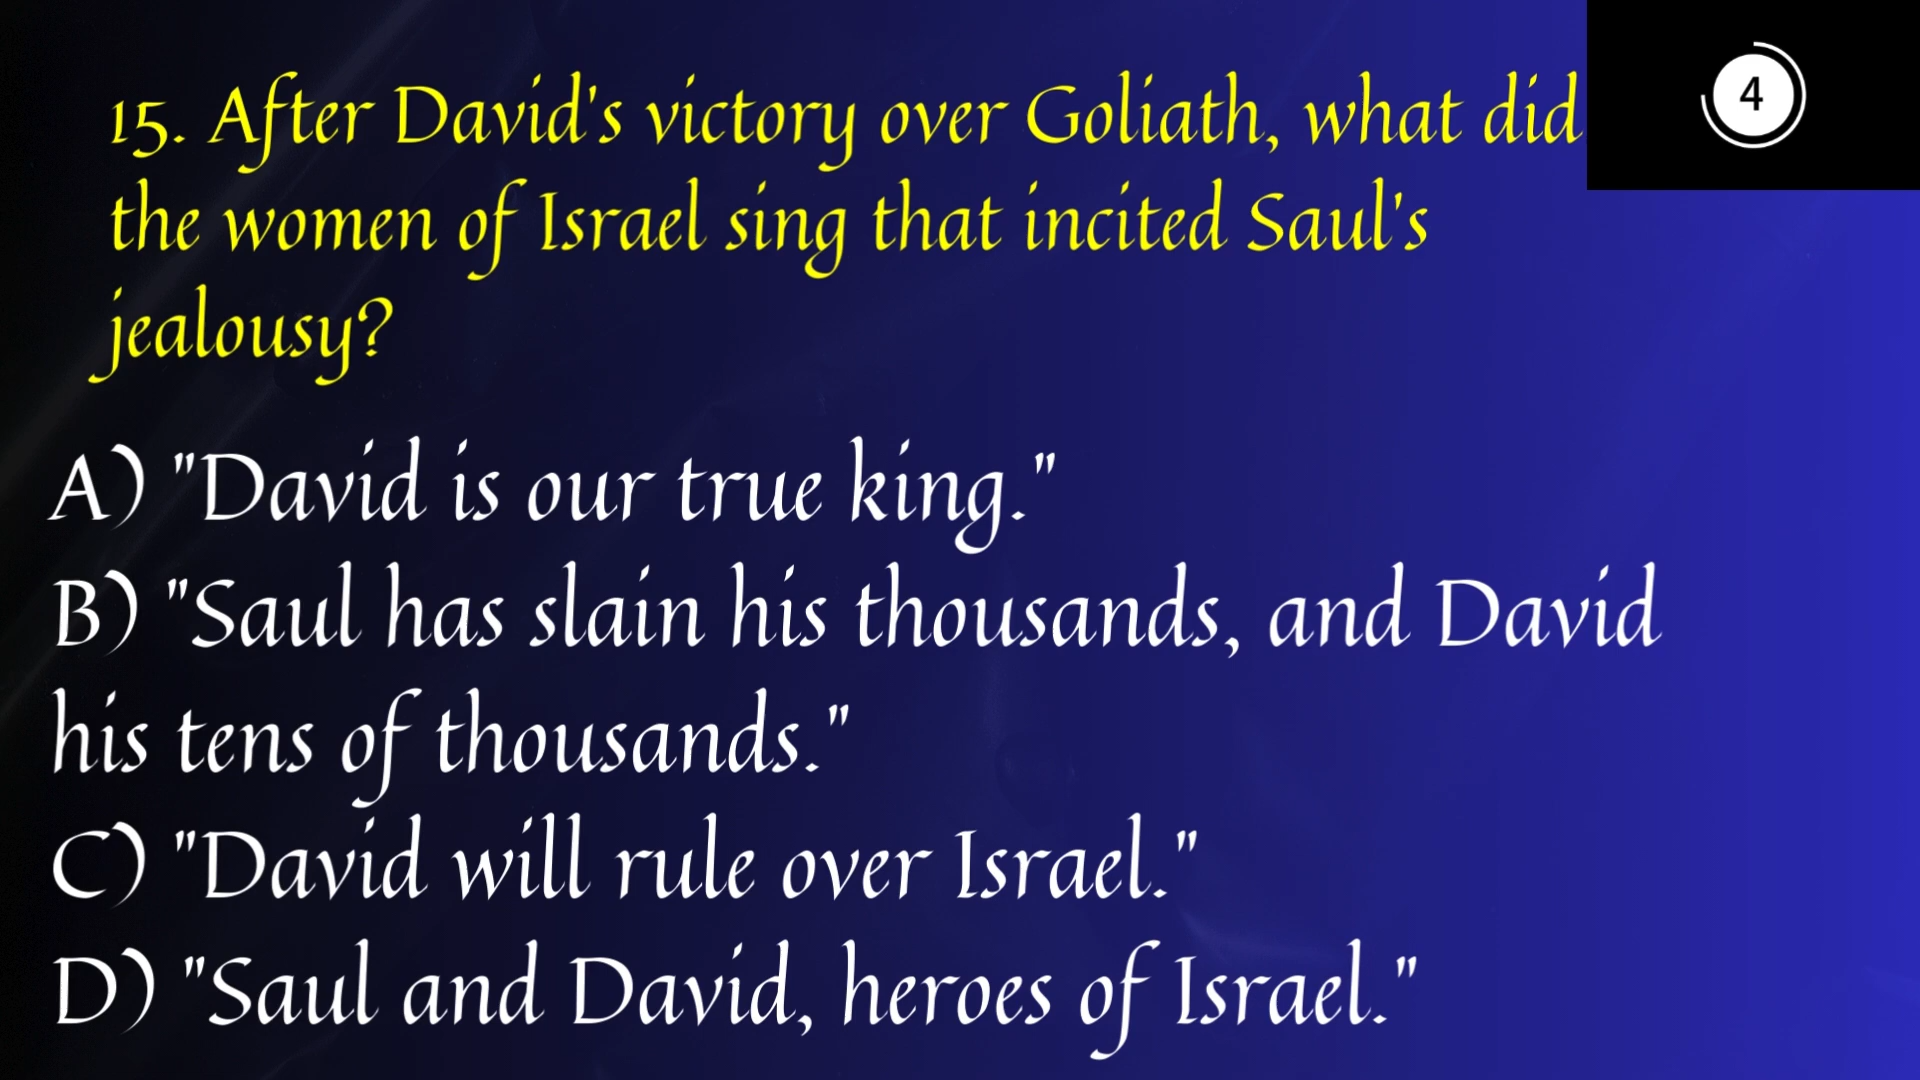 15. After David's victory over Goliath, what did
the women of Israel sing that incited Saul's
jealousy?
4
A) "David is our true king."
B) "Saul has slain his thousands, and David
his tens of thousands."
C) "David will rule over Israel."
D) "Saul and David, heroes of Israel."